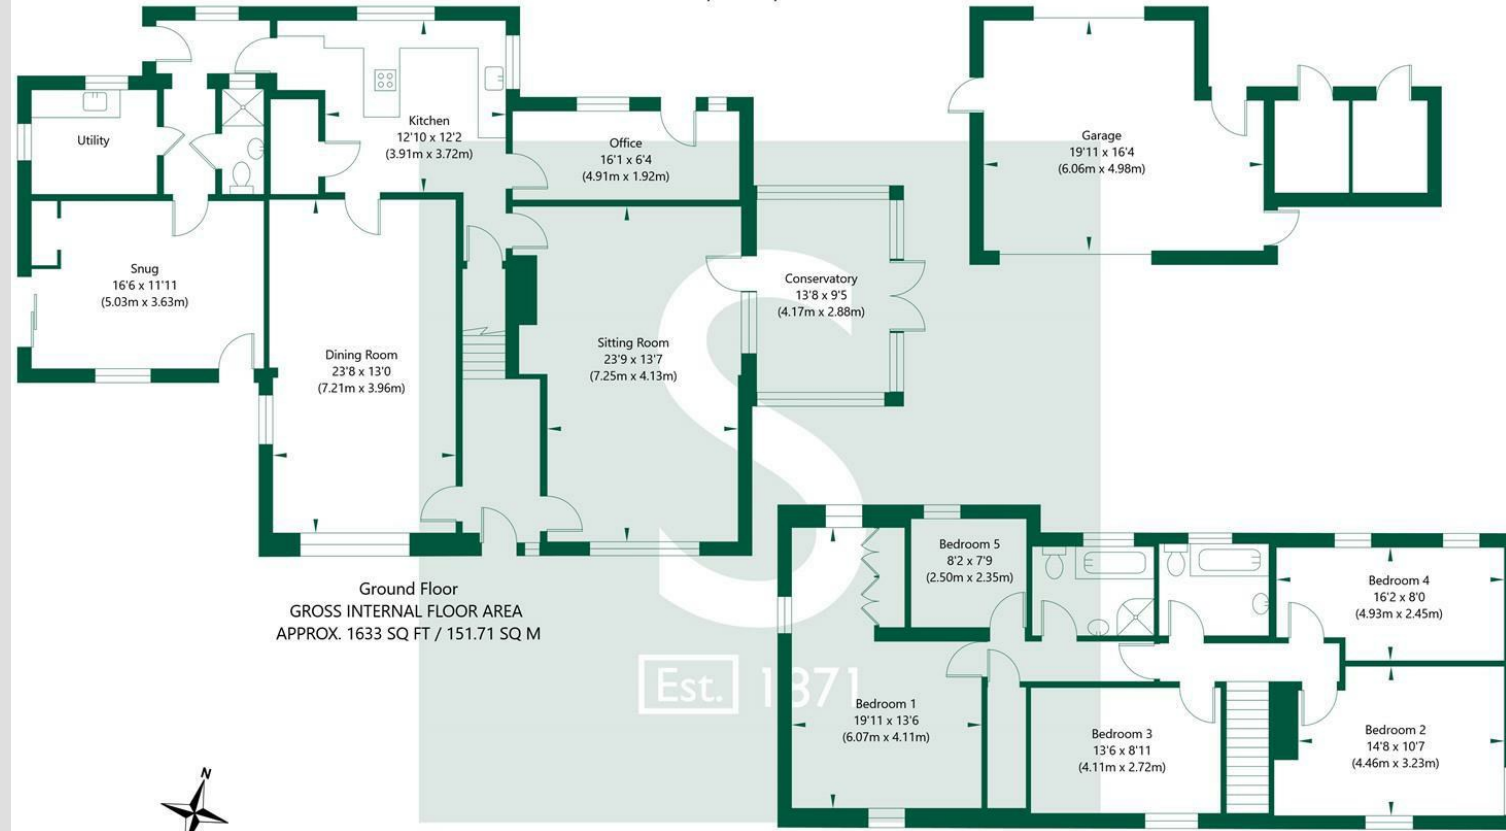 Utility
Kitchen
12'10 x 12'2
(3.91m x 3.72m)
Office
16'1 x 6'4
(4.91m x 1.92m)
Garage
19'11 x 16'4
(6.06m x 4.98m)
Snug
16'6 x 11'11
(5.03m x 3.63m)
Conservatory
13'8 x 9'5
(4.17m x 2.88m)
Dining Room
23'8 x 13'0
(7.21m x 3.96m)
Sitting Room
23'9 x 13'7
(7.25m x 4.13m)
Ground Floor
GROSS INTERNAL FLOOR AREA
APPROX. 1633 SQ FT / 151.71 SQ M
Bedroom 5
8'2 x 7'9
(2.50m x 2.35m)
Bedroom 4
16'2 x 8'0
(4.93m x 2.45m)
Bedroom 1
19'11 x 13'6
(6.07m x 4.11m)
Bedroom 3
13'6 x 8'11
(4.11m x 2.72m)
Bedroom 2
14'8 x 10'7
(4.46m x 3.23m)
S
Est. 1871
N